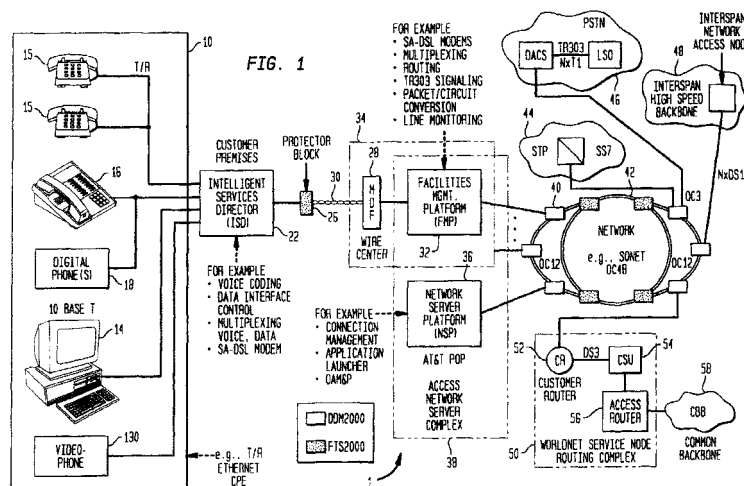 FIG. 1
10
15
T/R
15
16
DIGITAL
PHONE(S)
18
10 BASE T
14
VIDEO-
PHONE
130
e.g., T/R
ETHERNET
CPE
CUSTOMER
PREMISES
INTELLIGENT
SERVICES
DIRECTOR
(ISD)
22
FOR EXAMPLE
• VOICE CODING
• DATA INTERFACE
CONTROL
• MULTIPLEXING
VOICE, DATA
• SA-DSL MODEM
PROTECTOR
BLOCK
26
30
34
28
MDF
WIRE
CENTER
FOR EXAMPLE
• SA-DSL MODEMS
• MULTIPLEXING
• ROUTING
• TR303 SIGNALING
• PACKET/CIRCUIT
CONVERSION
• LINE MONITORING
FACILITIES
MGMT.
PLATFORM
(FMP)
32
36
NETWORK
SERVER
PLATFORM
(NSP)
FOR EXAMPLE
• CONNECTION
MANAGEMENT
• APPLICATION
LAUNCHER
• OAM&P
AT&T POP
ACCESS
NETWORK
SERVER
COMPLEX
38
1
DDM2000
FTS2000
PSTN
DACS
TR303
NxT1
LSO
46
INTERSPAN
NETWORK
ACCESS NODE
48
INTERSPAN
HIGH SPEED
BACKBONE
NxDS1
44
STP
SS7
40
42
OC3
OC12
NETWORK
e.g., SONET
OC48
OC12
52
CR
CUSTOMER
ROUTER
DS3
CSU
54
56
ACCESS
ROUTER
50
WORLDNET SERVICE NODE
ROUTING COMPLEX
58
CBB
COMMON
BACKBONE